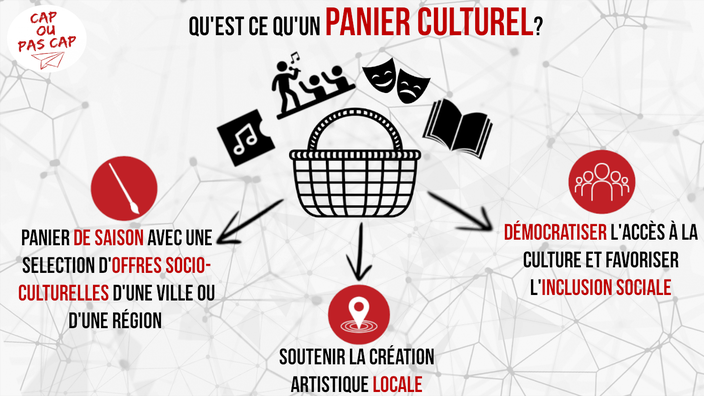 CAP
OU
PAS CAP
QU'EST CE QU'UN PANIER CULTUREL?
PANIER DE SAISON AVEC UNE
SELECTION D'OFFRES SOCIO-
CULTURELLES D'UNE VILLE OU
D'UNE RÉGION
SOUTENIR LA CRÉATION
ARTISTIQUE LOCALE
DÉMOCRATISER L'ACCÈS À LA
CULTURE ET FAVORISER
L'INCLUSION SOCIALE